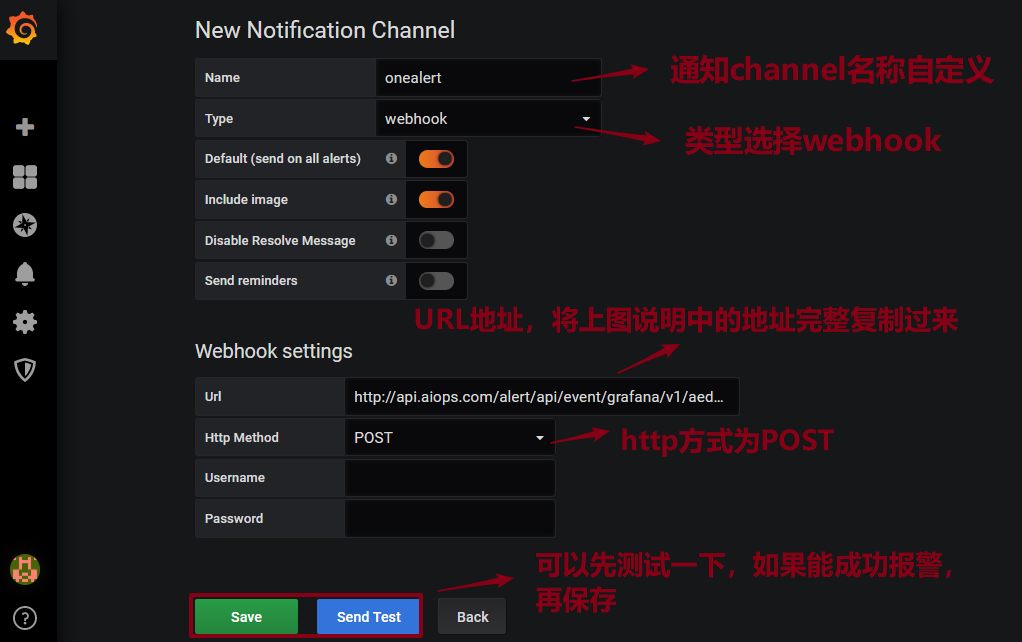 New Notification Channel
Name
onealert
通知channel名称自定义
Type
webhook
类型选择webhook
Default (send on all alerts)
Include image
Disable Resolve Message
Send reminders
URL地址，将上图说明中的地址完整复制过来
Webhook settings
Url
http://api.aiops.com/alert/api/event/grafana/v1/aed...
Http Method
POST
http方式为POST
Username
Password
可以先测试一下，如果能成功报警，
再保存
Save
Send Test
Back